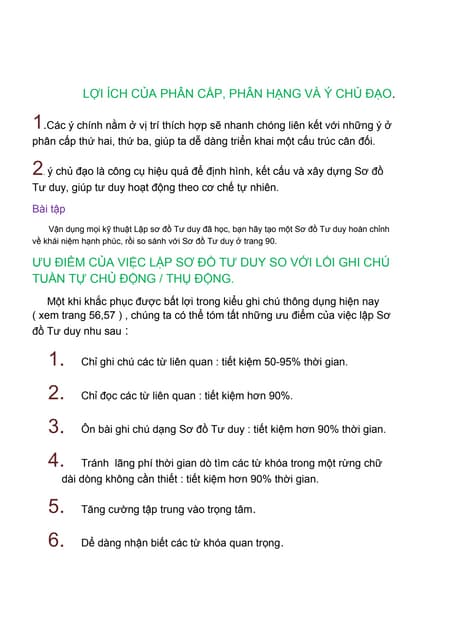 LỢI ÍCH CỦA PHÂN CẤP, PHÂN HẠNG VÀ Ý CHỦ ĐẠO.
1.Các ý chính nằm ở vị trí thích hợp sẽ nhanh chóng liên kết với những ý ở
phân cấp thứ hai, thứ ba, giúp ta dễ dàng triển khai một cấu trúc cân đối.
2. ý chủ đạo là công cụ hiệu quả để định hình, kết cấu và xây dựng Sơ đồ
Tư duy, giúp tư duy hoạt động theo cơ chế tự nhiên.
Bài tập
Vận dụng mọi kỹ thuật Lập sơ đồ Tư duy đã học, bạn hãy tạo một Sơ đồ Tư duy hoàn chỉnh
về khái niệm hạnh phúc, rồi so sánh với Sơ đồ Tư duy ở trang 90.
ƯU ĐIỂM CỦA VIỆC LẬP SƠ ĐỒ TƯ DUY SO VỚI LỐI GHI CHÚ
TUẦN TỰ CHỦ ĐỘNG / THỤ ĐỘNG.
Một khi khắc phục được bất lợi trong kiểu ghi chú thông dụng hiện nay
( xem trang 56,57 ) , chúng ta có thể tóm tắt những ưu điểm của việc lập Sơ
đồ Tư duy nhu sau :
1. Chỉ ghi chú các từ liên quan : tiết kiệm 50-95% thời gian.
2. Chỉ đọc các từ liên quan : tiết kiệm hơn 90%.
3. Ôn bài ghi chú dạng Sơ đồ Tư duy : tiết kiệm hơn 90% thời gian.
4. Tránh lãng phí thời gian dò tìm các từ khóa trong một rừng chữ
dài dòng không cần thiết : tiết kiệm hơn 90% thời gian.
5. Tăng cường tập trung vào trọng tâm.
6. Dể dàng nhận biết các từ khóa quan trọng.